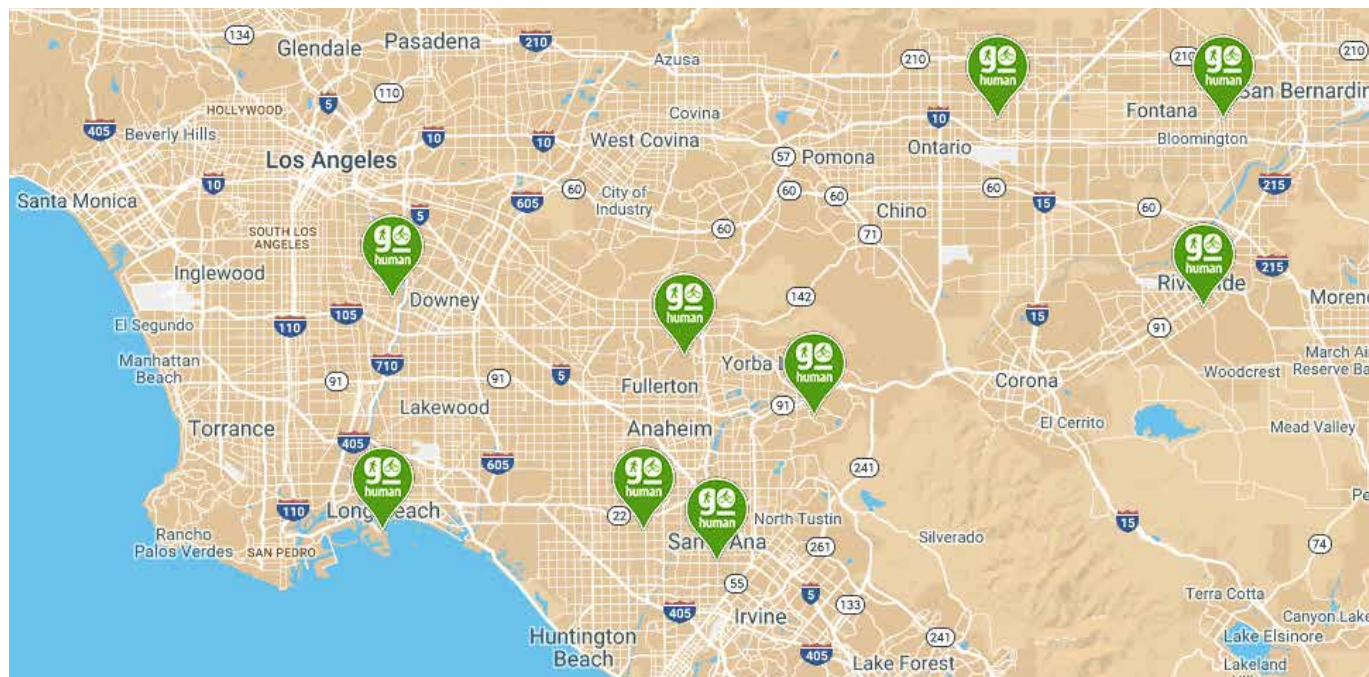 134
Glendale
Pasadena
210
Azusa
210
go
human
210
go
human
210
San Bernardin
HOLLYWOOD
5
110
Covina
Fontana
405
Beverly Hills
10
10
West Covina
10
Ontario
Bloomington
Los Angeles
57
Pomona
Santa Monica
10
605
60
City of
Industry
60
60
Chino
60
15
60
215
5
SOUTH LOS
ANGELES
go
human
60
71
go
human
Inglewood
Downey
142
Riverside
215
Moreno
El Segundo
110
105
go
human
15
91
Manhattan
Beach
710
91
91
5
Fullerton
Yorba L
go
human
91
Corona
Woodcrest
March Ai
Reserve Ba
Lakewood
El Cerrito
Torrance
405
605
Anaheim
Mead Valley
go
human
go
human
go
human
241
110
Long Beach
22
North Tustin
15
Pe
Rancho
Palos Verdes
SAN PEDRO
Santa Ana
261
Silverado
74
55
5
Terra Cotta
405
Irvine
133
Canyon Lake
Huntington
Beach
405
241
Lake Forest
Lake Elsinore
Lakeland